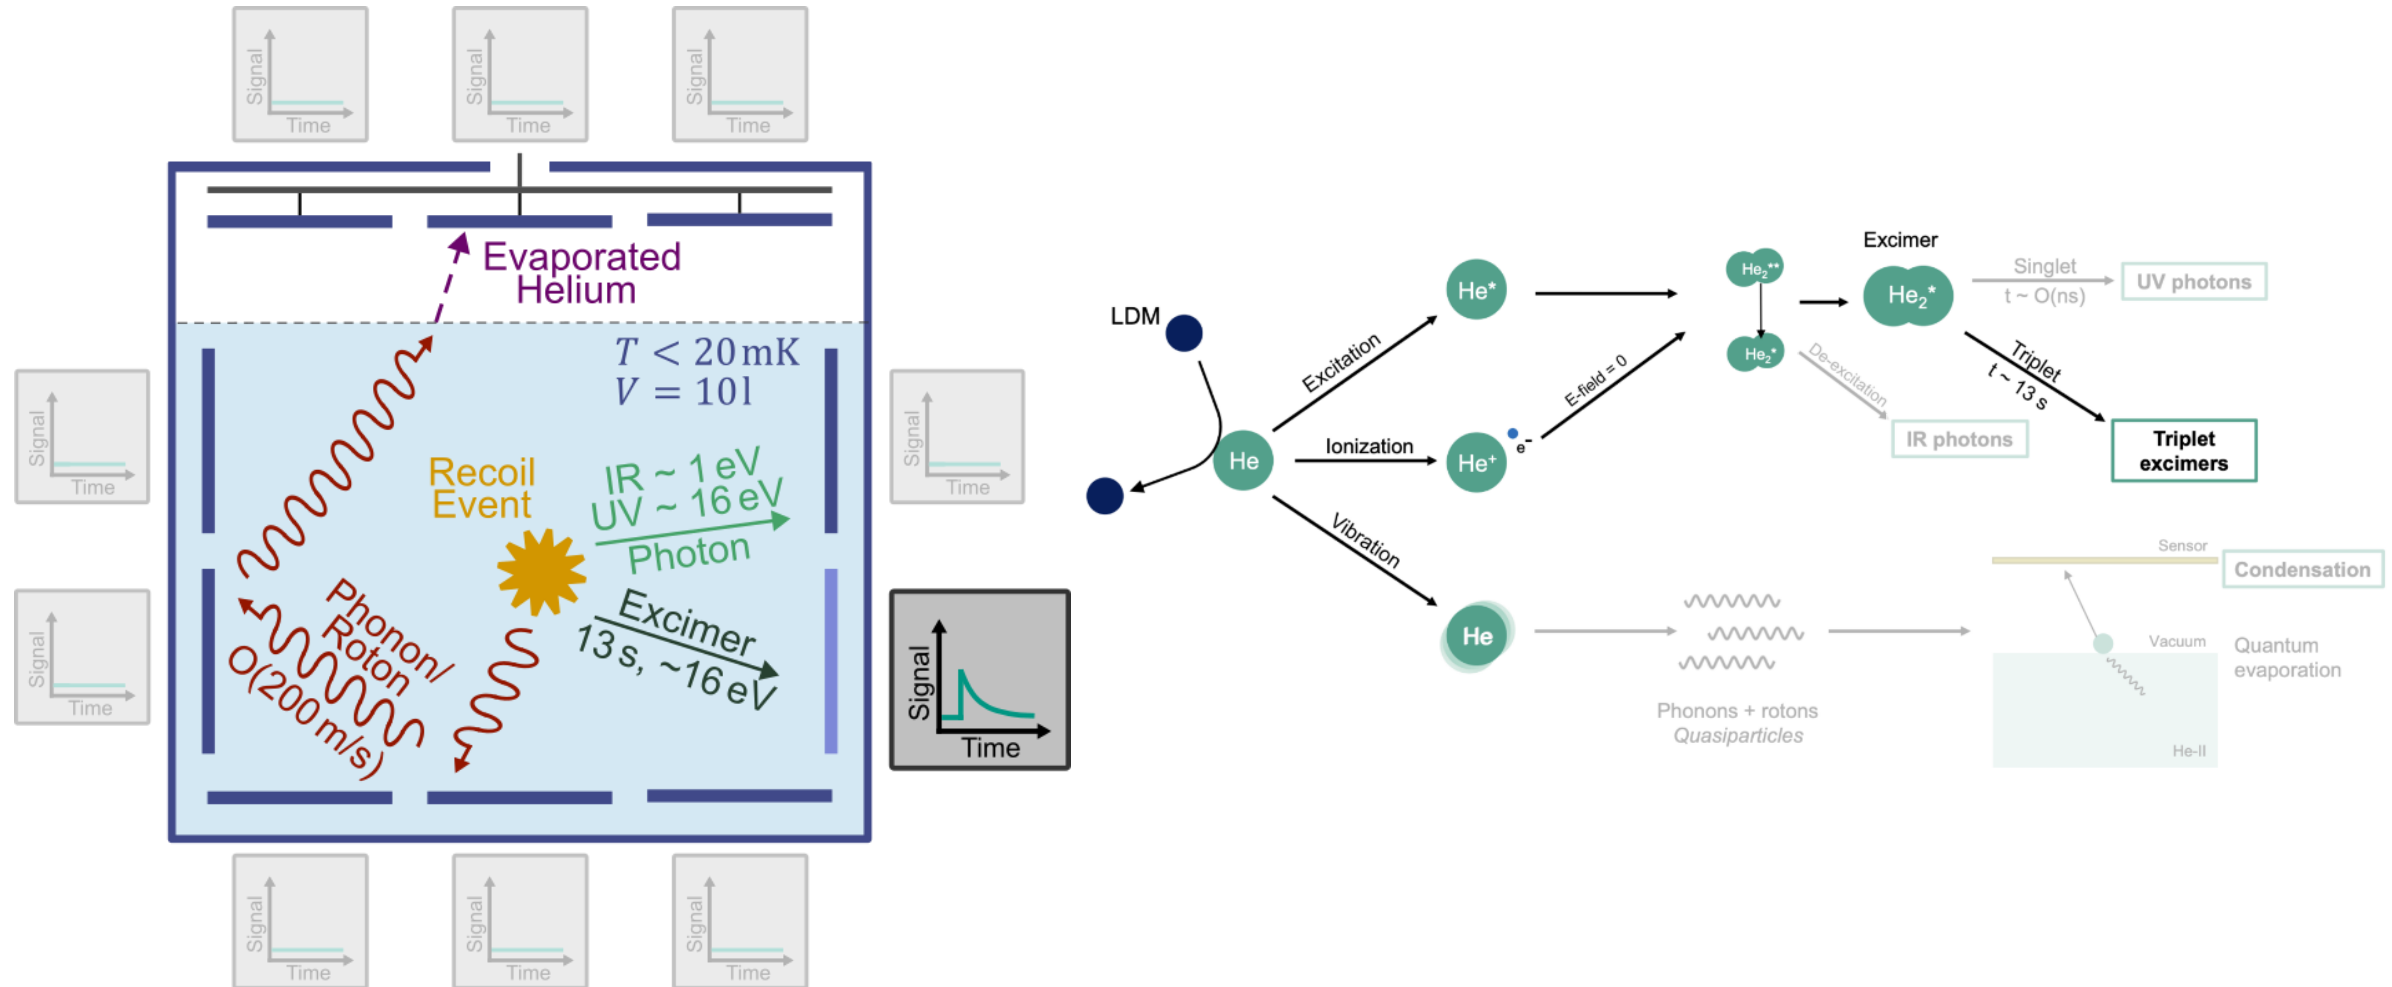 Signal
Time
Signal
Time
Signal
Time
Evaporated
Helium
T < 20 mK
V = 10 l
Signal
Time
Signal
Time
Recoil
Event
IR ~ 1 eV
UV ~ 16 eV
Photon
Signal
Time
Phonon/
Roton
O(200 m/s)
Excimer
13 s, ~16 eV
Signal
Time
Signal
Time
Signal
Time
Signal
Time
LDM
He
Excitation
Ionization
Vibration
He*
He⁺
e⁻
He
E-field = 0
He₂**
He₂*
De-excitation
IR photons
Excimer
He₂*
Singlet
t ~ O(ns)
UV photons
Triplet
t ~ 13 s
Triplet
excimers
Phonons + rotons
Quasiparticles
Sensor
Condensation
Vacuum
Quantum
evaporation
He-II